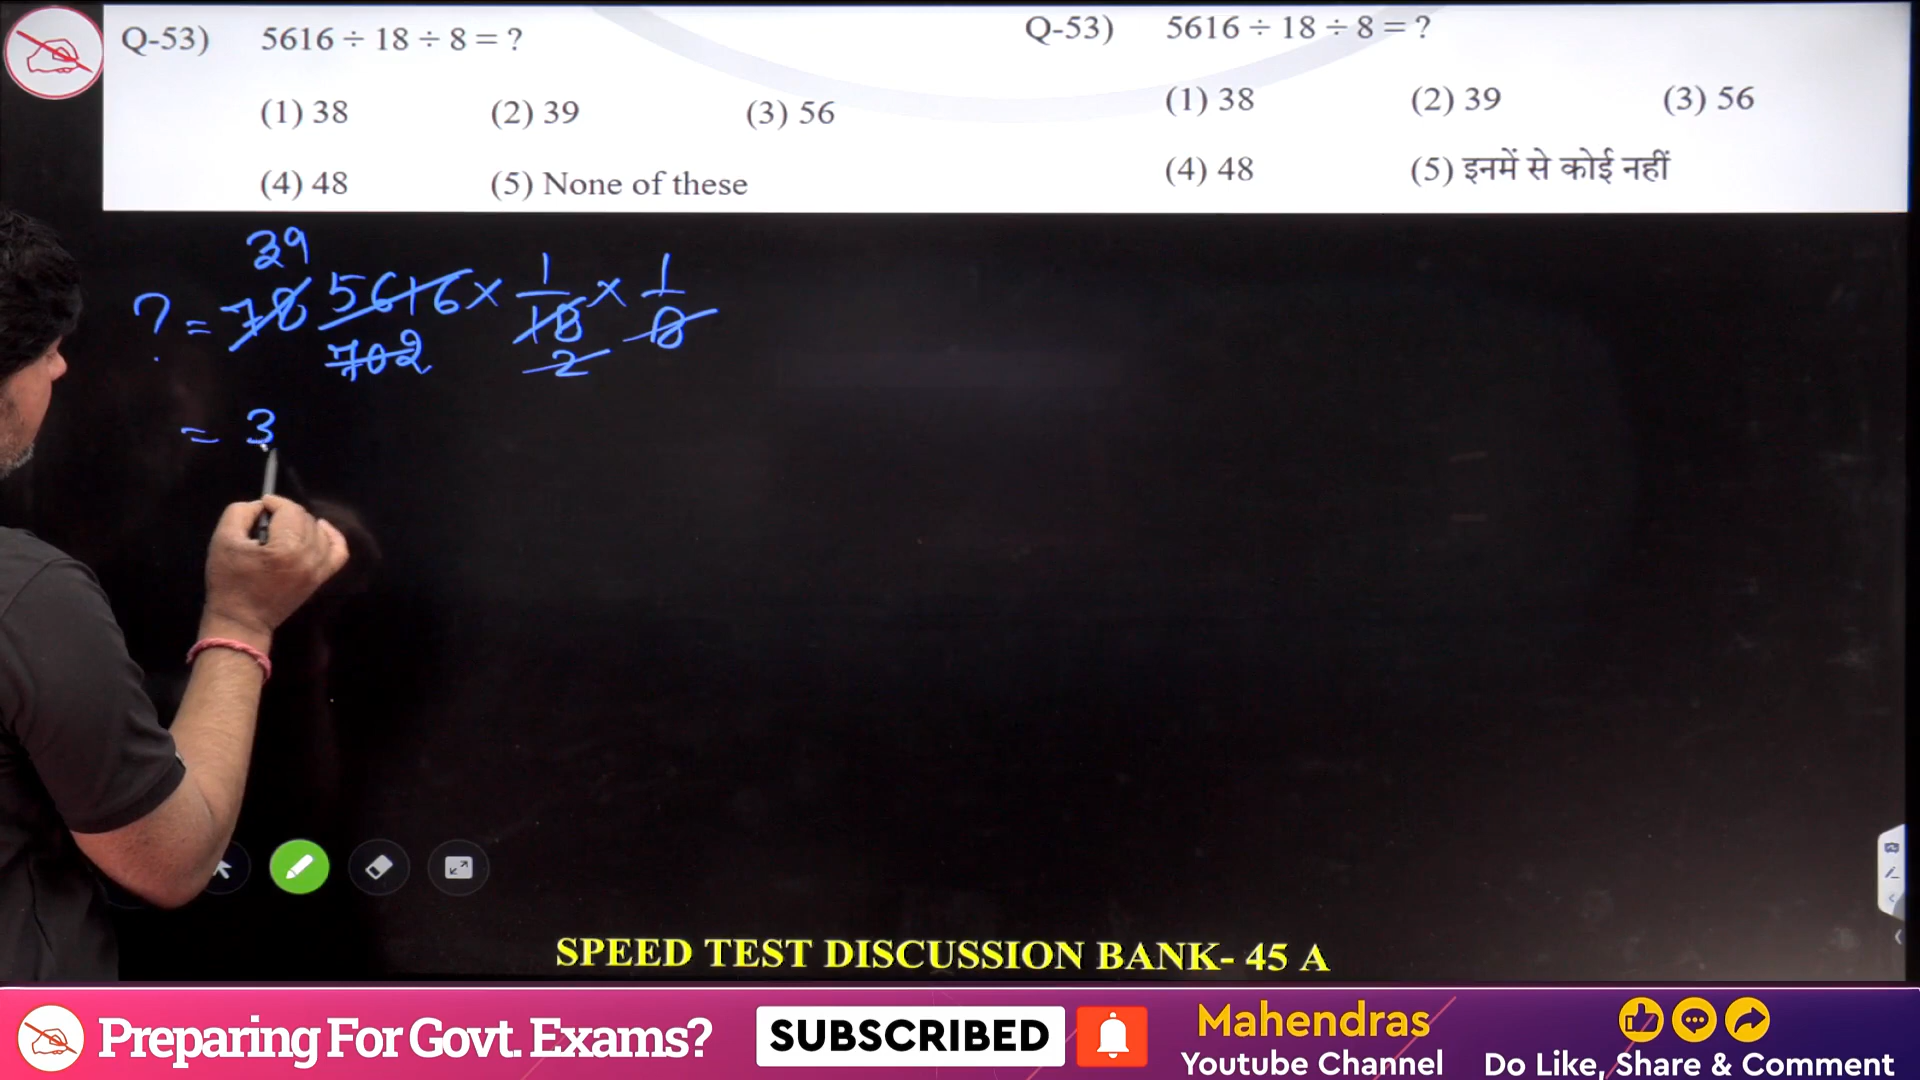 Q-53) 5616 ÷ 18 ÷ 8 = ?
(1) 38 (2) 39 (3) 56
(4) 48 (5) None of these
Q-53) 5616 ÷ 18 ÷ 8 = ?
(1) 38 (2) 39 (3) 56
(4) 48 (5) इनमें से कोई नहीं
39
? = 78 5616 × 1/18 × 1/8
702 2
= 3
SPEED TEST DISCUSSION BANK- 45 A
Preparing For Govt. Exams?
SUBSCRIBED
Mahendras
Youtube Channel
Do Like, Share & Comment